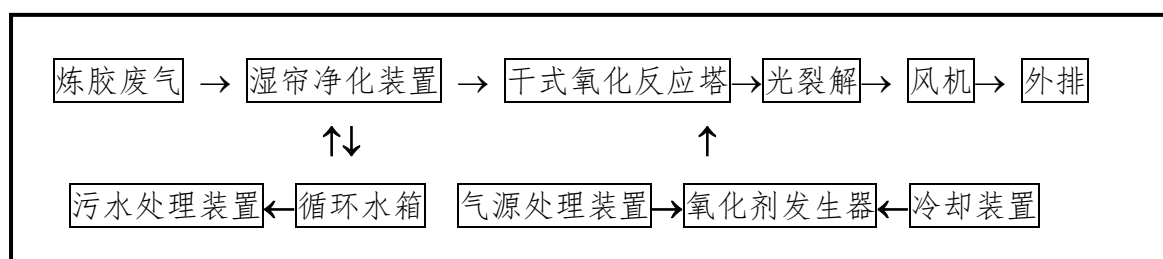 炼胶废气 → 湿帘净化装置 → 干式氧化反应塔→光裂解→ 风机→ 外排
↑↓ ↑
污水处理装置←循环水箱 气源处理装置→氧化剂发生器←冷却装置